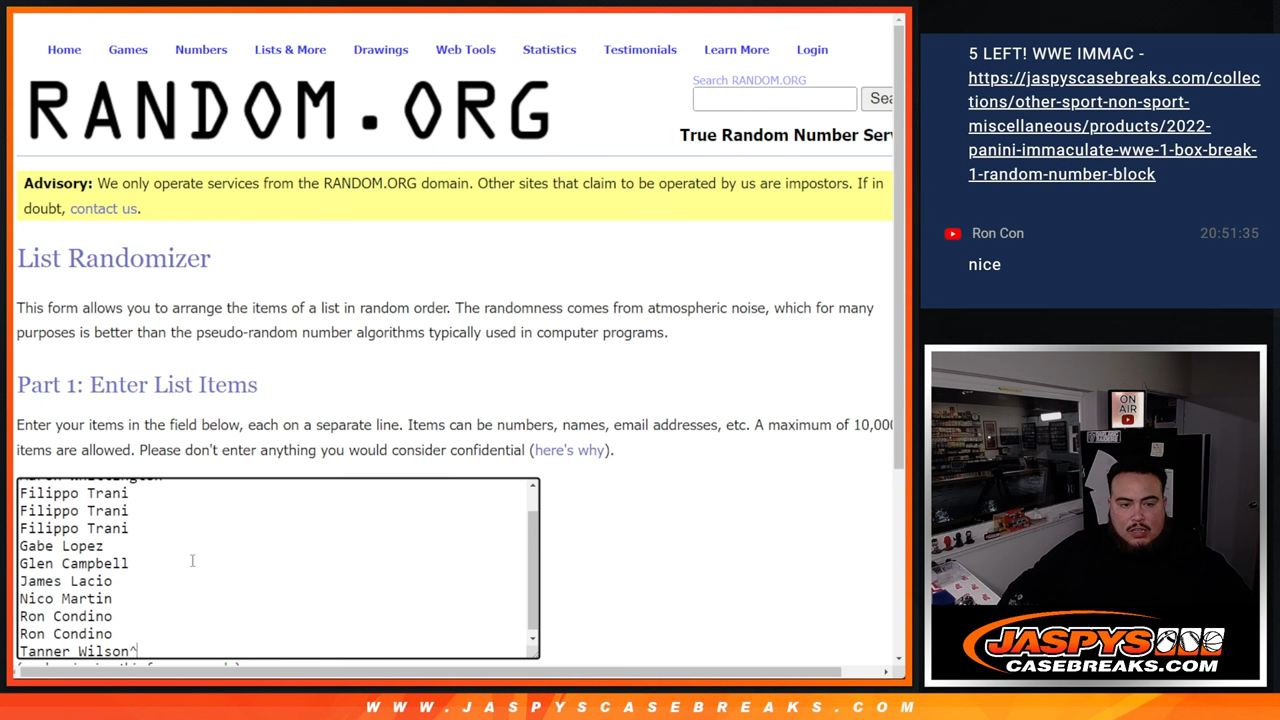 Home Games Numbers Lists & More Drawings Web Tools Statistics Testimonials Learn More Login
RANDOM.ORG
Search RANDOM.ORG
Sea
True Random Number Serv
Advisory: We only operate services from the RANDOM.ORG domain. Other sites that claim to be operated by us are impostors. If in
doubt, contact us.
List Randomizer
This form allows you to arrange the items of a list in random order. The randomness comes from atmospheric noise, which for many
purposes is better than the pseudo-random number algorithms typically used in computer programs.
Part 1: Enter List Items
Enter your items in the field below, each on a separate line. Items can be numbers, names, email addresses, etc. A maximum of 10,000
items are allowed. Please don't enter anything you would consider confidential (here's why).
Filippo Trani
Filippo Trani
Filippo Trani
Gabe Lopez
Glen Campbell
James Lacio
Nico Martin
Ron Condino
Ron Condino
Tanner Wilson^
5 LEFT! WWE IMMAC -
https://jaspyscasebreaks.com/collec
tions/other-sport-non-sport-
miscellaneous/products/2022-
panini-immaculate-wwe-1-box-break-
1-random-number-block
Ron Con 20:51:35
nice
ON
AIR
JASPYS
CASEBREAKS.COM
WWW.JASPYSCASEBREAKS.COM